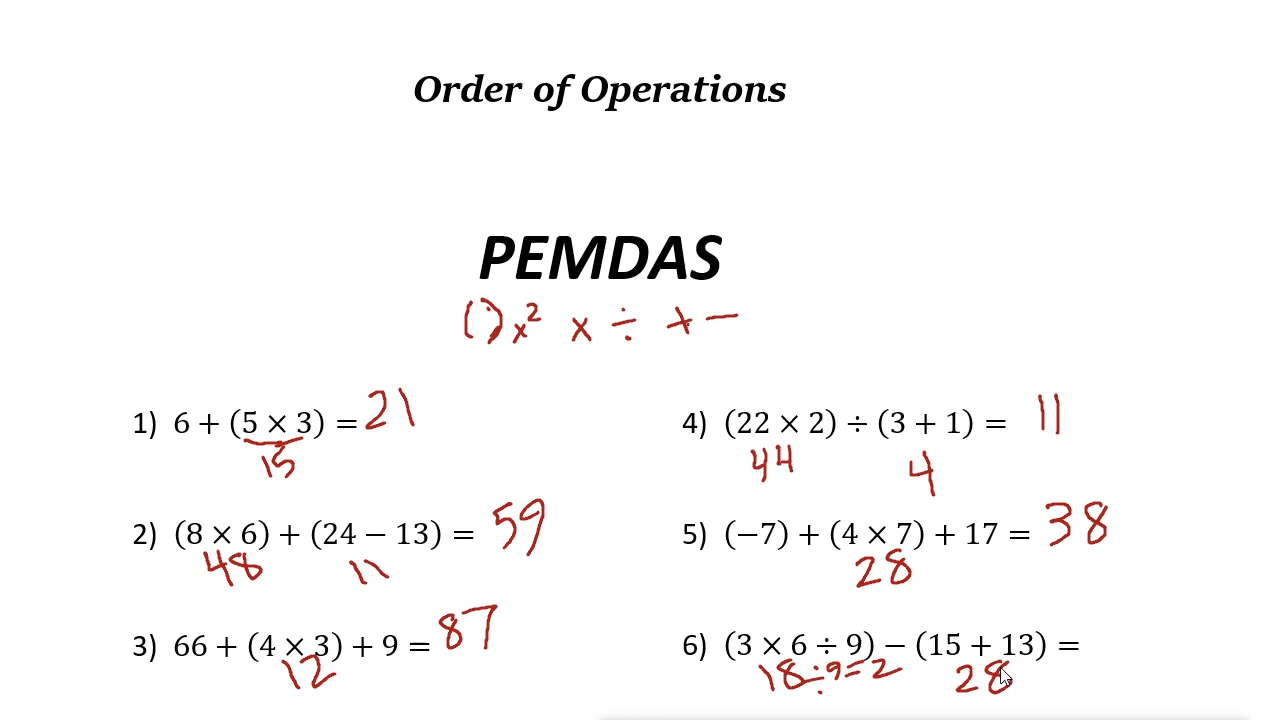 Order of Operations
PEMDAS
( ) x² × ÷ + −
1) 6 + (5 × 3) = 21
15
2) (8 × 6) + (24 − 13) = 59
48 11
3) 66 + (4 × 3) + 9 = 87
12
4) (22 × 2) ÷ (3 + 1) = 11
44 4
5) (−7) + (4 × 7) + 17 = 38
28
6) (3 × 6 ÷ 9) − (15 + 13) =
18÷9=2 28